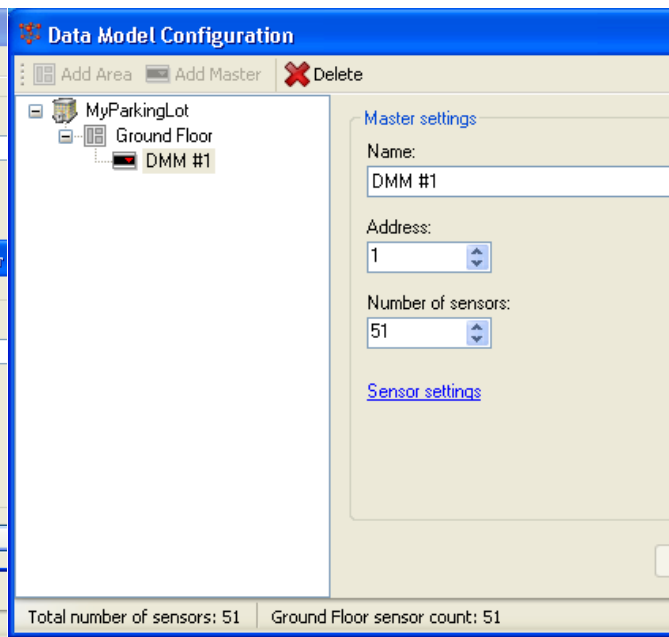 Data Model Configuration
Add Area Add Master Delete
MyParkingLot
Ground Floor
DMM #1
Master settings
Name:
DMM #1
Address:
1
Number of sensors:
51
Sensor settings
Total number of sensors: 51 Ground Floor sensor count: 51